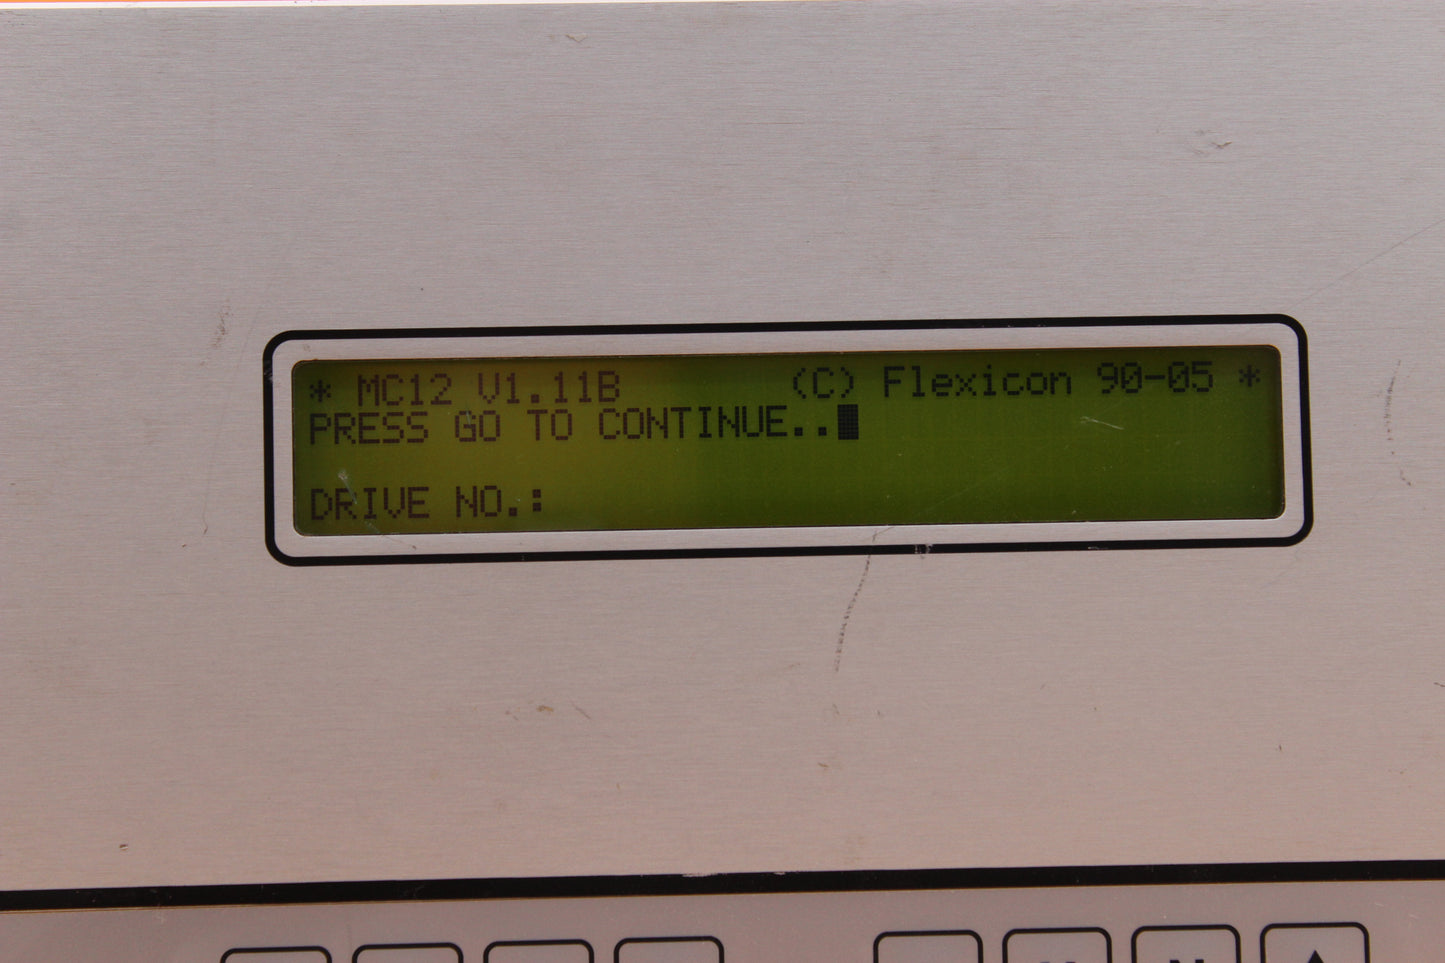 * MC12 V1.11B (C) Flexicon 90-05 *
PRESS GO TO CONTINUE..
DRIVE NO.: